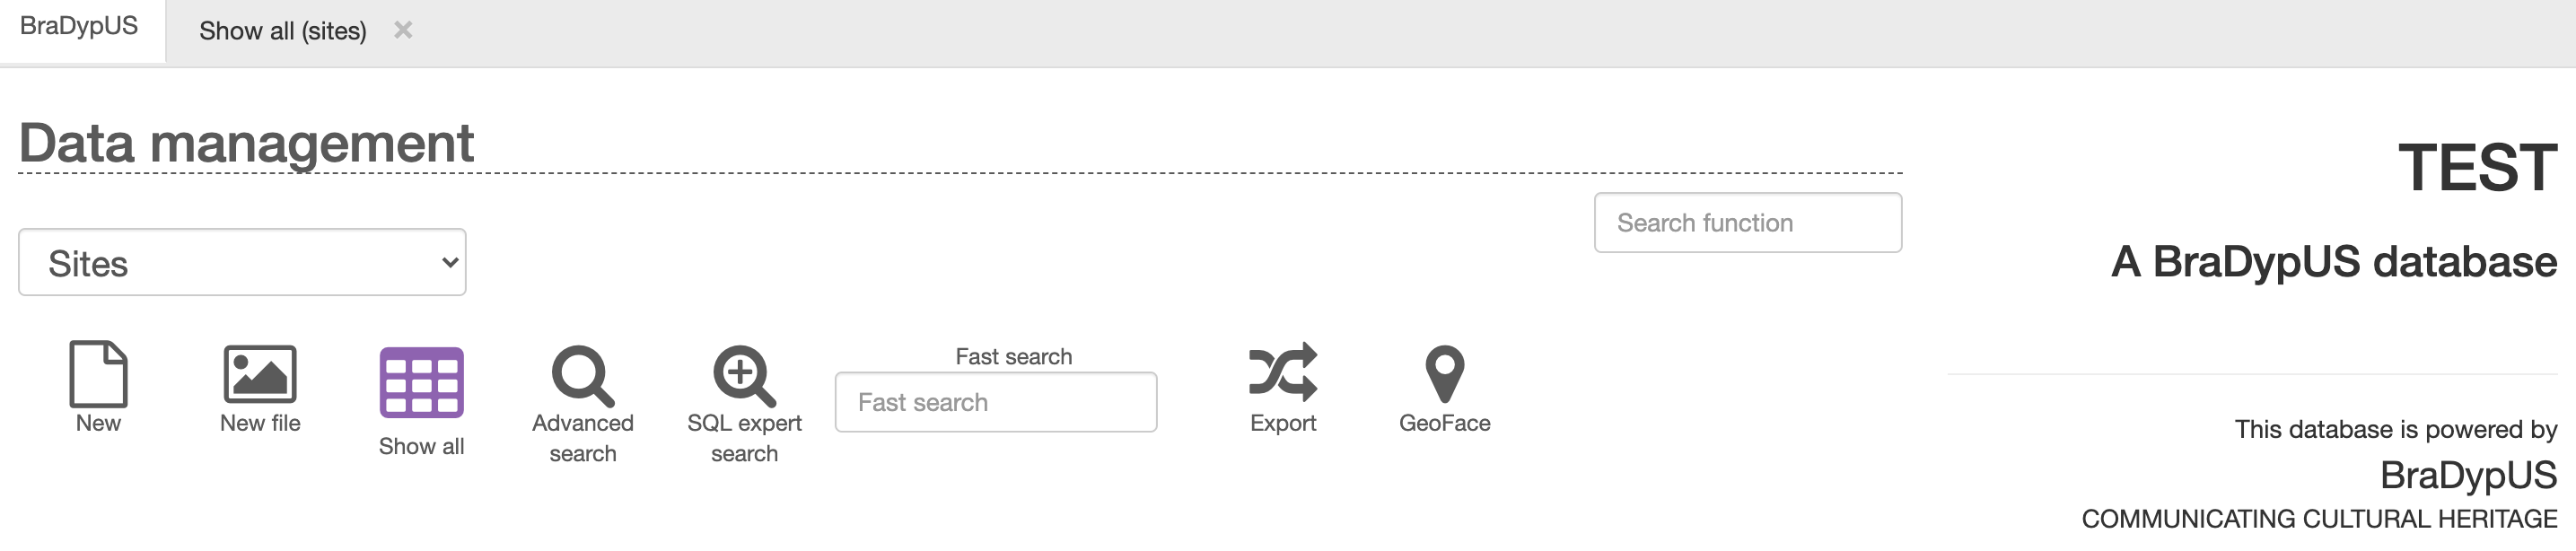 BraDypUS
Show all (sites) ×
Data management
Search function
Sites
New
New file
Show all
Advanced
search
SQL expert
search
Fast search
Fast search
Export
GeoFace
TEST
A BraDypUS database
This database is powered by
BraDypUS
COMMUNICATING CULTURAL HERITAGE